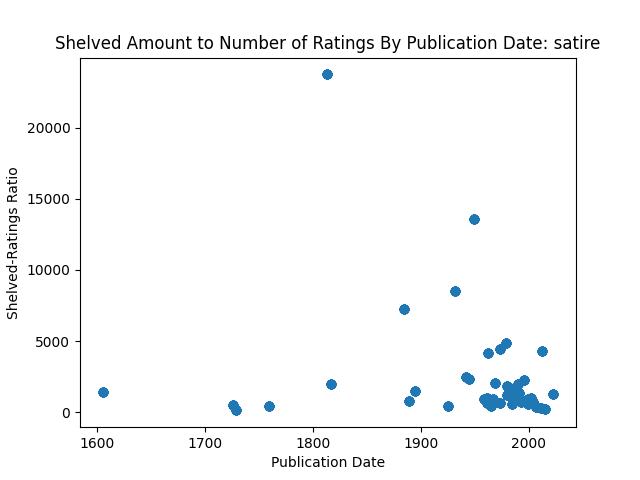 Shelved Amount to Number of Ratings By Publication Date: satire
Shelved-Ratings Ratio
20000
15000
10000
5000
0
1600 1700 1800 1900 2000
Publication Date